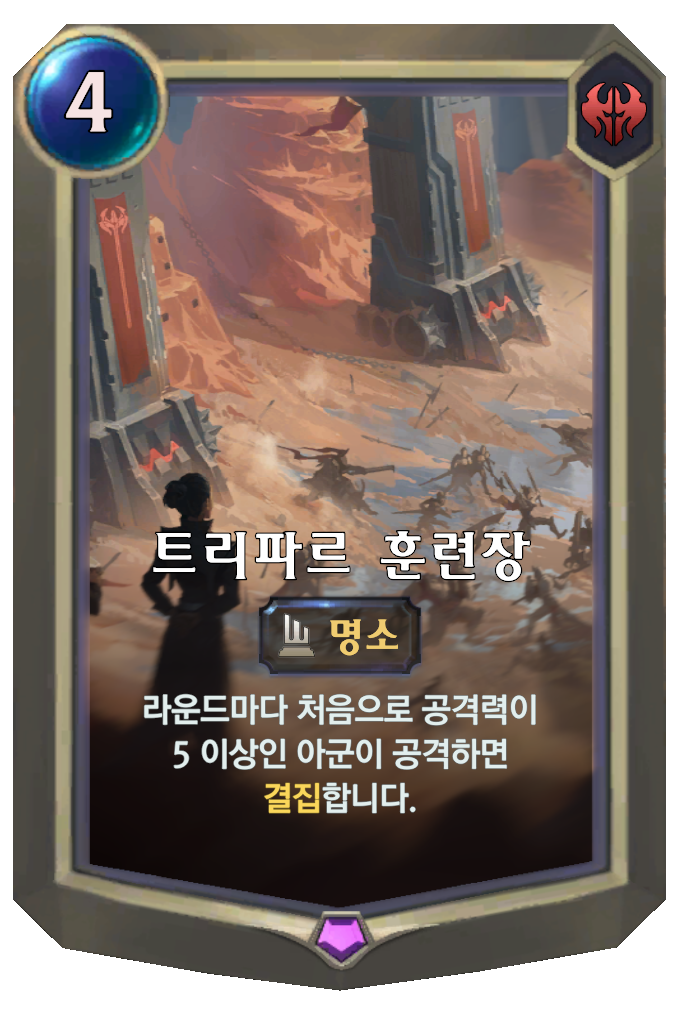 4
트리파르 훈련장
명소
라운드마다 처음으로 공격력이
5 이상인 아군이 공격하면
결집합니다.